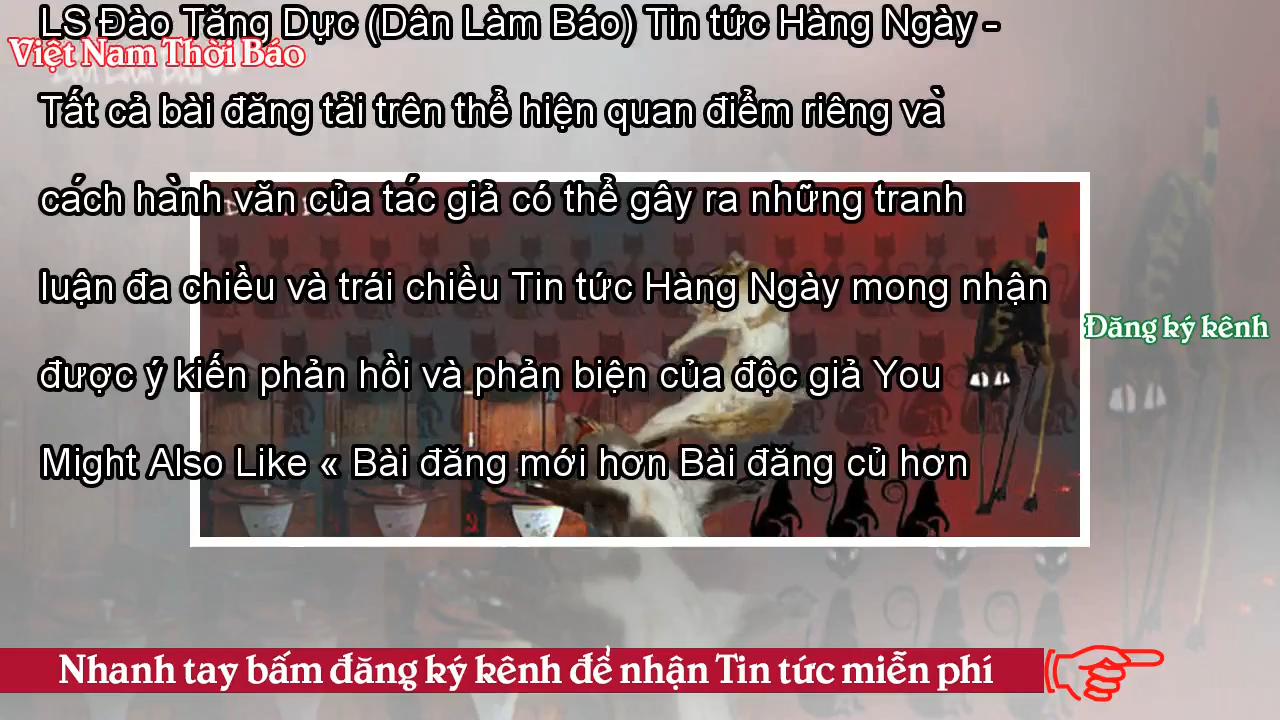 LS Đào Tăng Dực (Dân Làm Báo) Tin tức Hàng Ngày -
Việt Nam Thời Báo
Tất cả bài đăng tải trên thể hiện quan điểm riêng và
cách hành văn của tác giả có thể gây ra những tranh
luận đa chiều và trái chiều Tin tức Hàng Ngày mong nhận
Đăng ký kênh
được ý kiến phản hồi và phản biện của độc giả You
Might Also Like « Bài đăng mới hơn Bài đăng củ hơn
Nhanh tay bấm đăng ký kênh để nhận Tin tức miễn phí